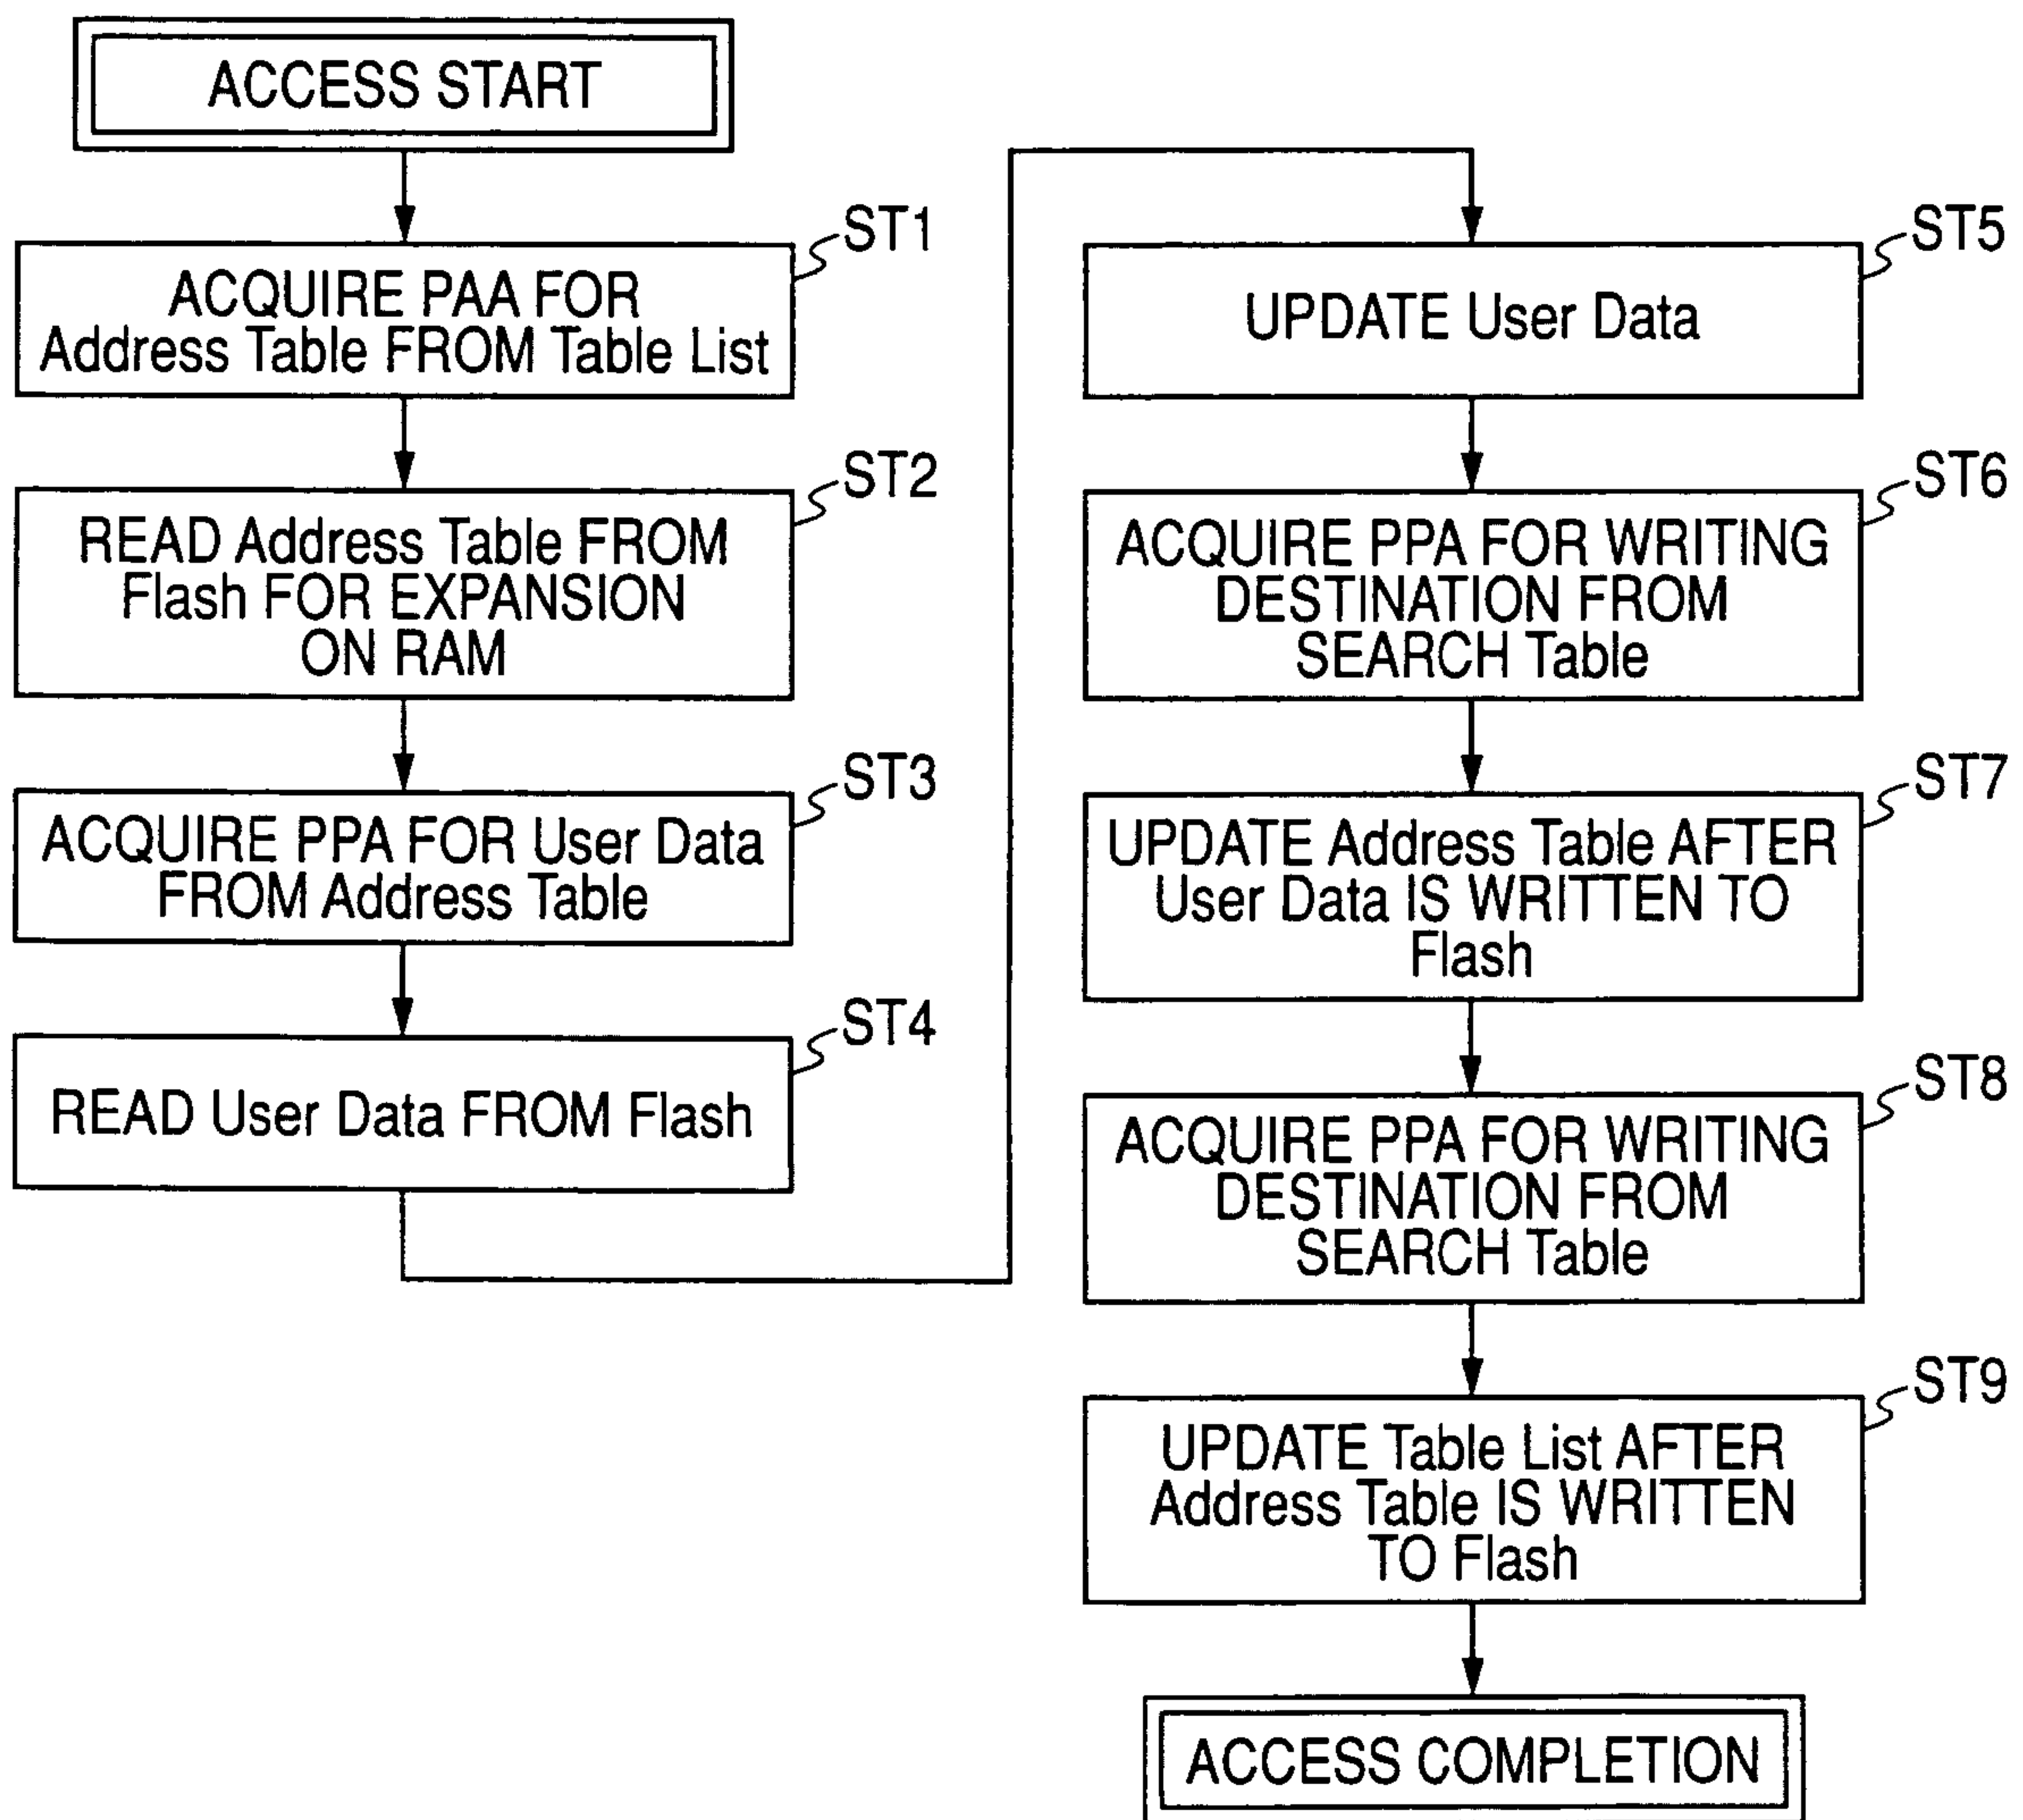 ACCESS START
ST1
ACQUIRE PAA FOR
Address Table FROM Table List
ST2
READ Address Table FROM
Flash FOR EXPANSION
ON RAM
ST3
ACQUIRE PPA FOR User Data
FROM Address Table
ST4
READ User Data FROM Flash
ST5
UPDATE User Data
ST6
ACQUIRE PPA FOR WRITING
DESTINATION FROM
SEARCH Table
ST7
UPDATE Address Table AFTER
User Data IS WRITTEN TO
Flash
ST8
ACQUIRE PPA FOR WRITING
DESTINATION FROM
SEARCH Table
ST9
UPDATE Table List AFTER
Address Table IS WRITTEN
TO Flash
ACCESS COMPLETION